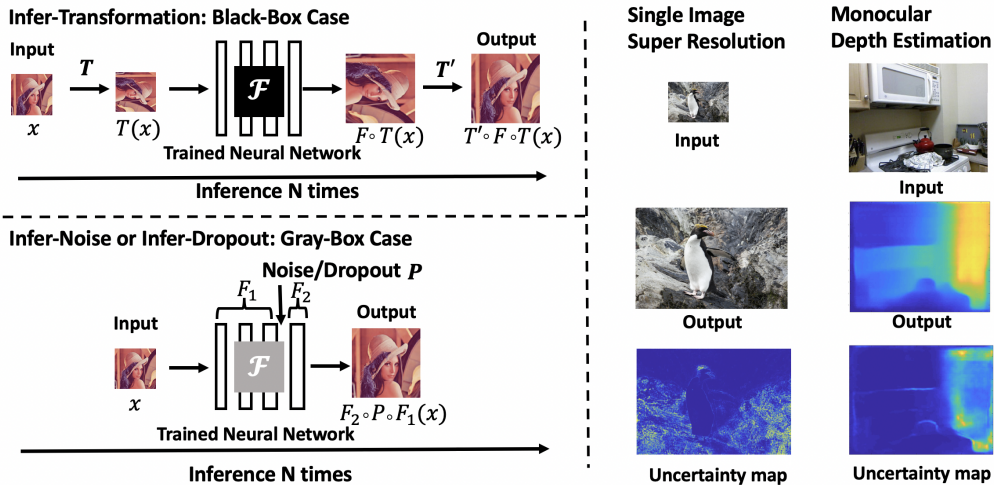 Infer-Transformation: Black-Box Case
Input
T
x
T(x)
ℱ
F∘T(x)
T′
Output
T′∘F∘T(x)
Trained Neural Network
Inference N times
Infer-Noise or Infer-Dropout: Gray-Box Case
Noise/Dropout P
F₁
F₂
Input
x
ℱ
Output
F₂∘P∘F₁(x)
Trained Neural Network
Inference N times
Single Image
Super Resolution
Input
Output
Uncertainty map
Monocular
Depth Estimation
Input
Output
Uncertainty map